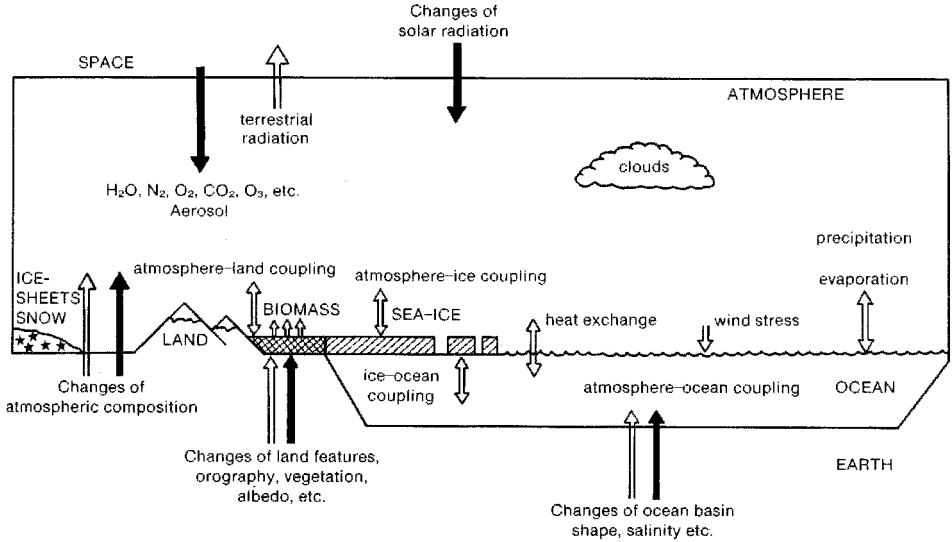 Changes of
solar radiation
SPACE
ATMOSPHERE
terrestrial
radiation
clouds
H₂O, N₂, O₂, CO₂, O₃, etc.
Aerosol
precipitation
ICE-
SHEETS
SNOW
atmosphere–land coupling
atmosphere–ice coupling
evaporation
BIOMASS
SEA–ICE
LAND
heat exchange
wind stress
Changes of
atmospheric composition
ice–ocean
coupling
atmosphere–ocean coupling
OCEAN
Changes of land features,
orography, vegetation,
albedo, etc.
EARTH
Changes of ocean basin
shape, salinity etc.